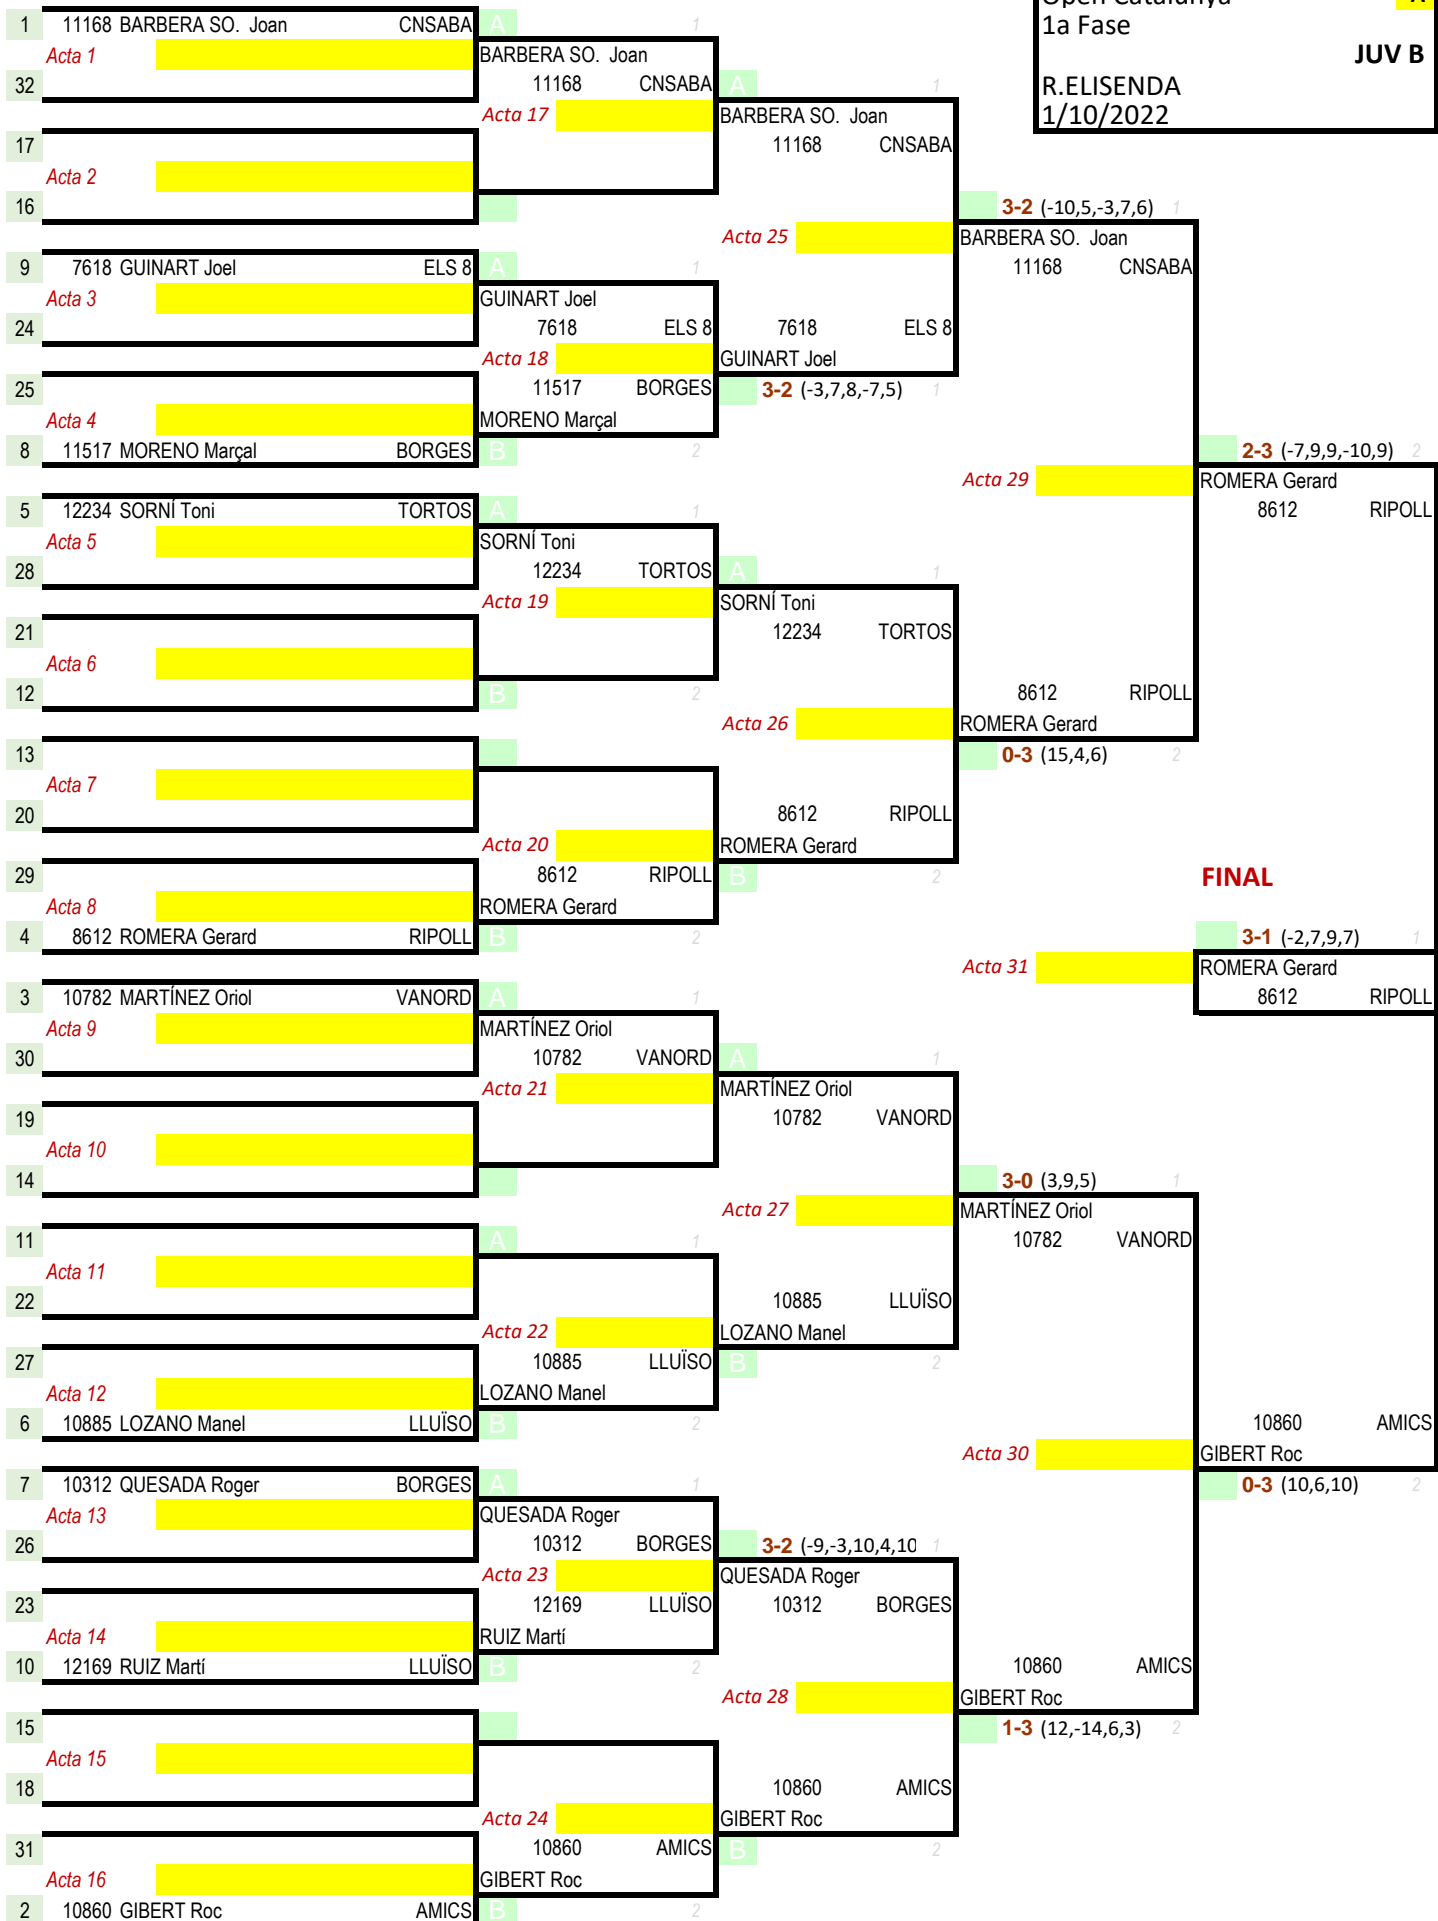 Open Catalunya A
1a Fase
JUV B
R.ELISENDA
1/10/2022
1 11168 BARBERA SO. Joan CNSABA A 1
Acta 1
BARBERA SO. Joan
32 11168 CNSABA A 1
Acta 17
BARBERA SO. Joan
17 11168 CNSABA
Acta 2
16 3-2 (-10,5,-3,7,6) 1
Acta 25
BARBERA SO. Joan
9 7618 GUINART Joel ELS 8 A 1 11168 CNSABA
Acta 3
GUINART Joel
24 7618 ELS 8 7618 ELS 8
Acta 18
GUINART Joel
25 11517 BORGES 3-2 (-3,7,8,-7,5) 1
Acta 4
MORENO Marçal
8 11517 MORENO Marçal BORGES B 2 2-3 (-7,9,9,-10,9) 2
Acta 29
ROMERA Gerard
5 12234 SORNÍ Toni TORTOS A 1 8612 RIPOLL
Acta 5
SORNÍ Toni
28 12234 TORTOS A 1
Acta 19
SORNÍ Toni
21 12234 TORTOS
Acta 6
12 B 2 8612 RIPOLL
Acta 26
ROMERA Gerard
13 0-3 (15,4,6) 2
Acta 7
20 8612 RIPOLL
Acta 20
ROMERA Gerard
29 8612 RIPOLL B 2 FINAL
Acta 8
ROMERA Gerard
4 8612 ROMERA Gerard RIPOLL B 2 3-1 (-2,7,9,7) 1
Acta 31
ROMERA Gerard
3 10782 MARTÍNEZ Oriol VANORD A 1 8612 RIPOLL
Acta 9
MARTÍNEZ Oriol
30 10782 VANORD A 1
Acta 21
MARTÍNEZ Oriol
19 10782 VANORD
Acta 10
14 3-0 (3,9,5) 1
Acta 27
MARTÍNEZ Oriol
11 A 1 10782 VANORD
Acta 11
22 10885 LLUÏSO
Acta 22
LOZANO Manel
27 10885 LLUÏSO B 2
Acta 12
LOZANO Manel
6 10885 LOZANO Manel LLUÏSO B 2 10860 AMICS
Acta 30
GIBERT Roc
7 10312 QUESADA Roger BORGES A 1 0-3 (10,6,10) 2
Acta 13
QUESADA Roger
26 10312 BORGES 3-2 (-9,-3,10,4,10 1
Acta 23
QUESADA Roger
23 12169 LLUÏSO 10312 BORGES
Acta 14
RUIZ Martí
10 12169 RUIZ Martí LLUÏSO B 2 10860 AMICS
Acta 28
GIBERT Roc
15 1-3 (12,-14,6,3) 2
Acta 15
18 10860 AMICS
Acta 24
GIBERT Roc
31 10860 AMICS B 2
Acta 16
GIBERT Roc
2 10860 GIBERT Roc AMICS B 2